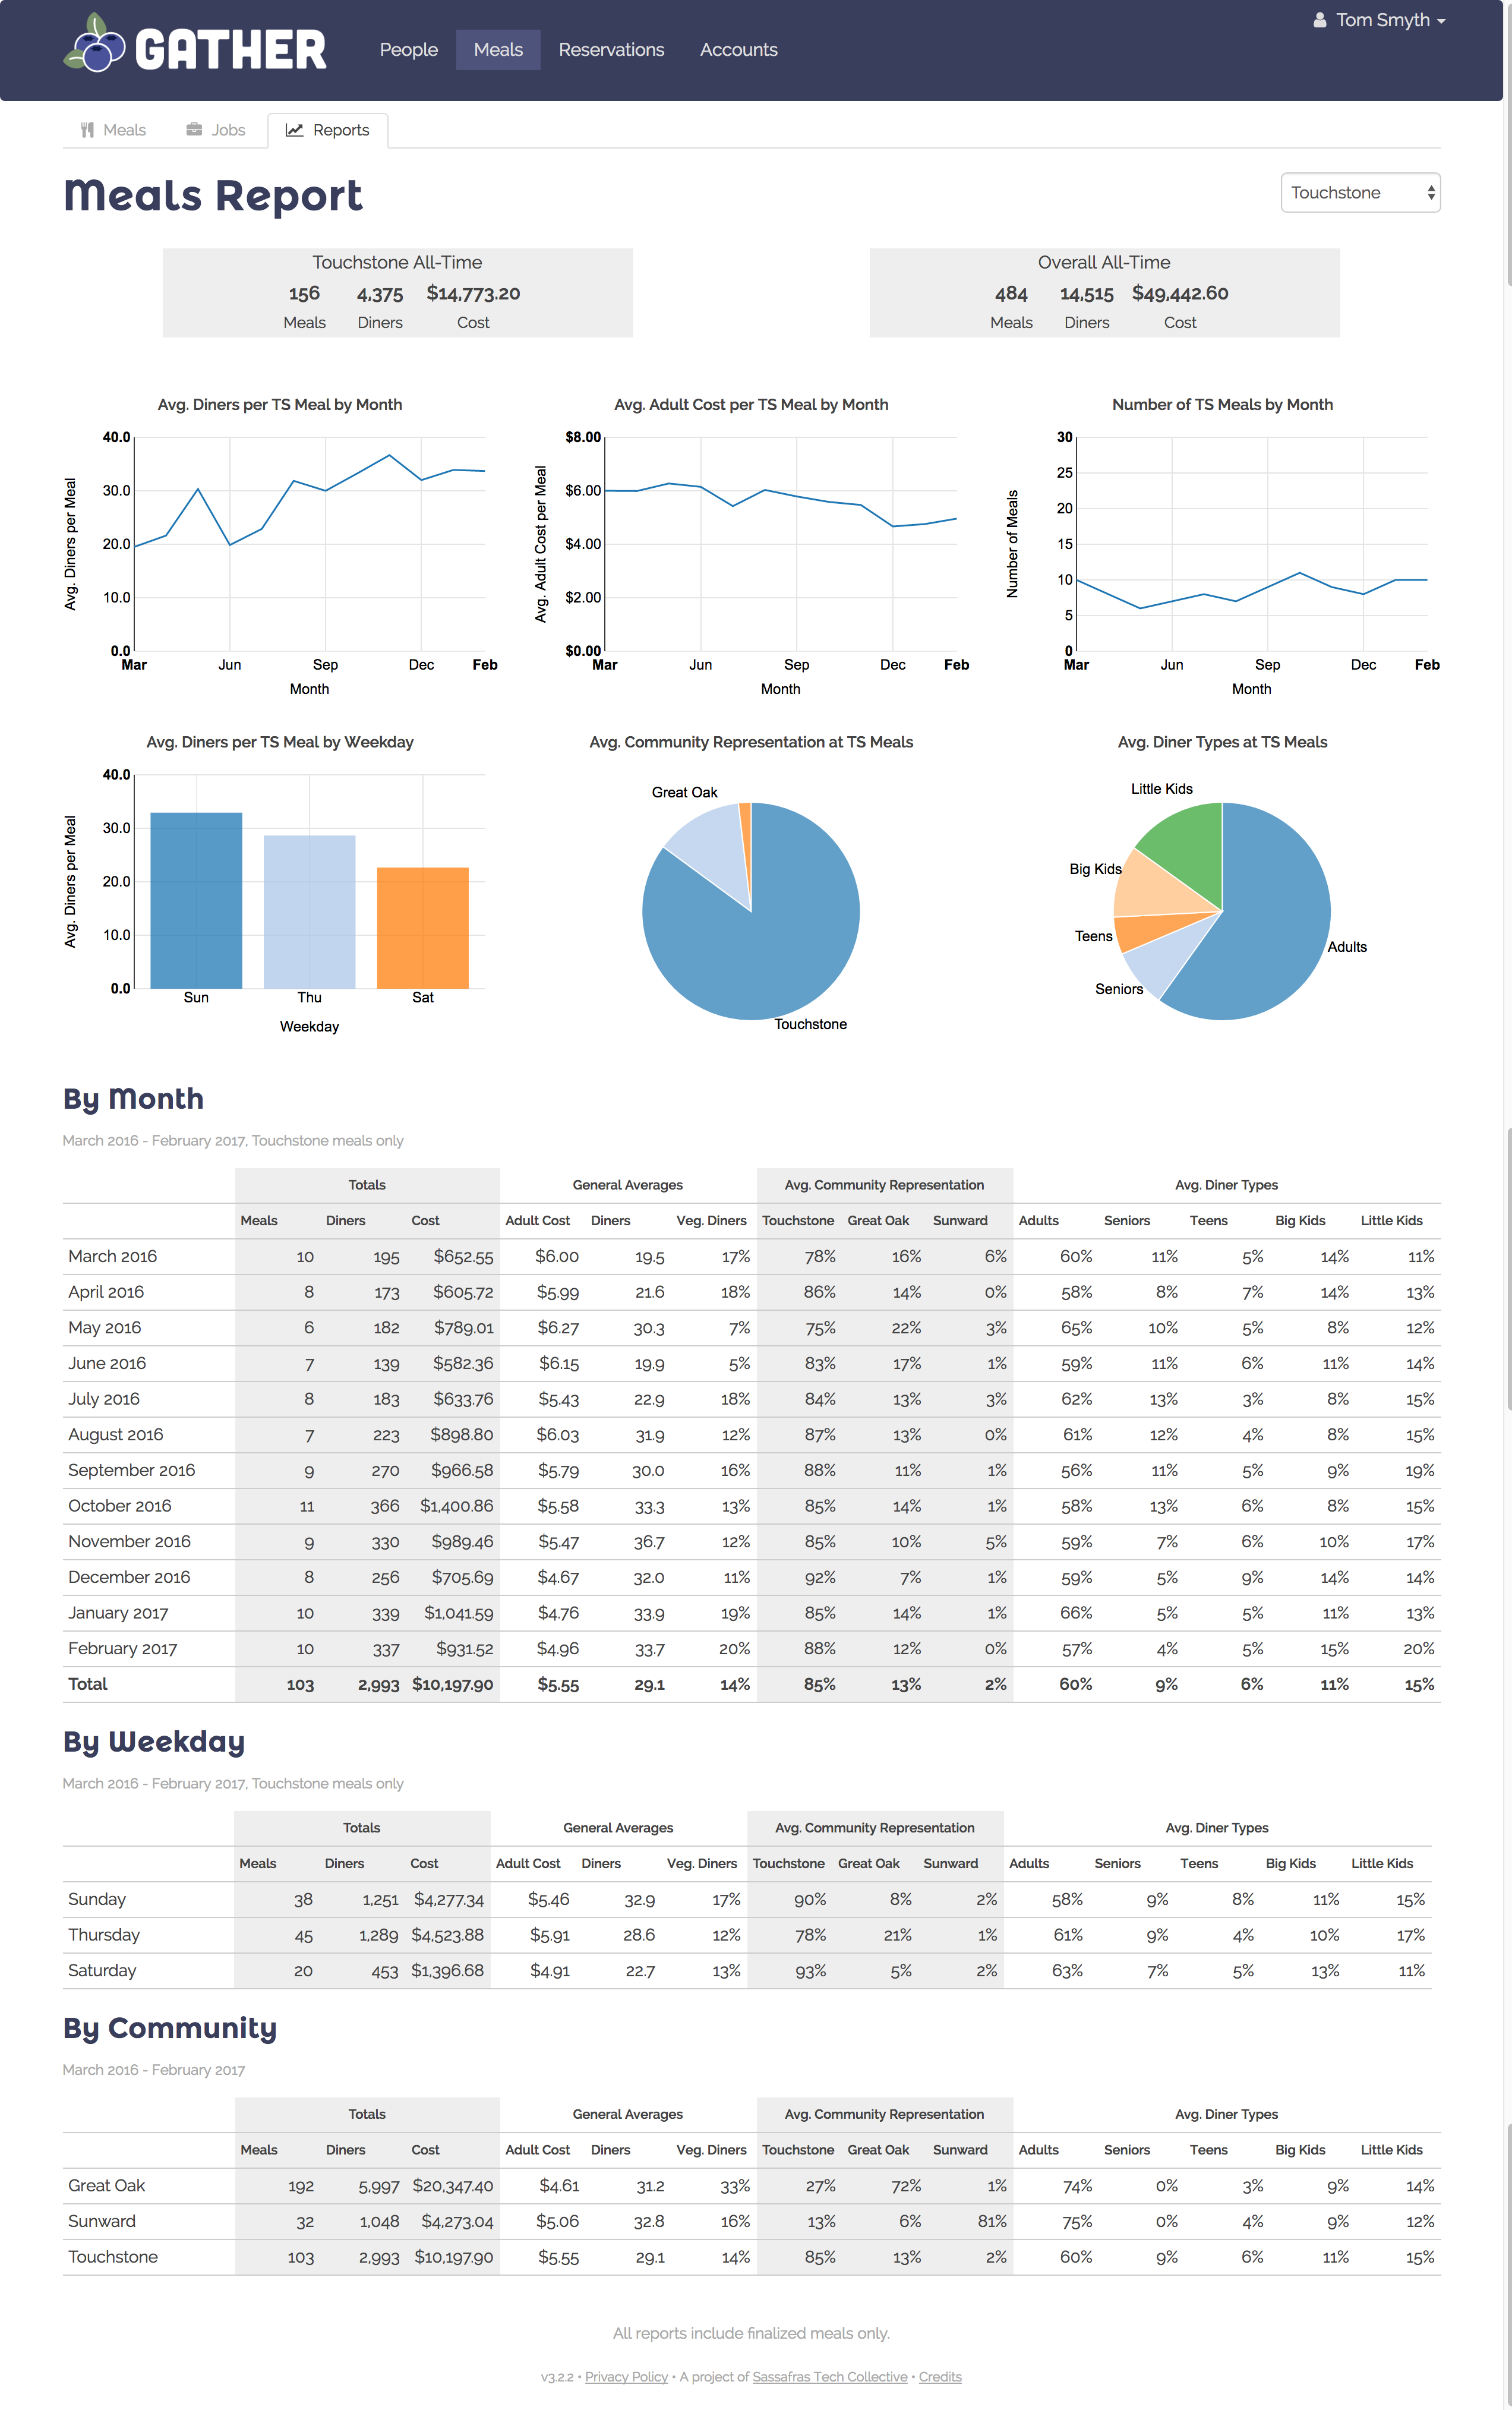 GATHER
People Meals Reservations Accounts
Tom Smyth
Meals Jobs Reports
Meals Report
Touchstone
Touchstone All-Time
156 4,375 $14,773.20
Meals Diners Cost
Overall All-Time
484 14,515 $49,442.60
Meals Diners Cost
Avg. Diners per TS Meal by Month
Avg. Diners per Meal
40.0
30.0
20.0
10.0
0.0
Mar Jun Sep Dec Feb
Month
Avg. Adult Cost per TS Meal by Month
Avg. Adult Cost per Meal
$8.00
$6.00
$4.00
$2.00
$0.00
Mar Jun Sep Dec Feb
Month
Number of TS Meals by Month
Number of Meals
30
25
20
15
10
5
0
Mar Jun Sep Dec Feb
Month
Avg. Diners per TS Meal by Weekday
Avg. Diners per Meal
40.0
30.0
20.0
10.0
0.0
Sun Thu Sat
Weekday
Avg. Community Representation at TS Meals
Great Oak
Touchstone
Avg. Diner Types at TS Meals
Little Kids
Big Kids
Teens
Adults
Seniors
By Month
March 2016 - February 2017, Touchstone meals only
Totals General Averages Avg. Community Representation Avg. Diner Types
Meals Diners Cost Adult Cost Diners Veg. Diners Touchstone Great Oak Sunward Adults Seniors Teens Big Kids Little Kids
March 2016 10 195 $652.55 $6.00 19.5 17% 78% 16% 6% 60% 11% 5% 14% 11%
April 2016 8 173 $605.72 $5.99 21.6 18% 86% 14% 0% 58% 8% 7% 14% 13%
May 2016 6 182 $789.01 $6.27 30.3 7% 75% 22% 3% 65% 10% 5% 8% 12%
June 2016 7 139 $582.36 $6.15 19.9 5% 83% 17% 1% 59% 11% 6% 11% 14%
July 2016 8 183 $633.76 $5.43 22.9 18% 84% 13% 3% 62% 13% 3% 8% 15%
August 2016 7 223 $898.80 $6.03 31.9 12% 87% 13% 0% 61% 12% 4% 8% 15%
September 2016 9 270 $966.58 $5.79 30.0 16% 88% 11% 1% 56% 11% 5% 9% 19%
October 2016 11 366 $1,400.86 $5.58 33.3 13% 85% 14% 1% 58% 13% 6% 8% 15%
November 2016 9 330 $989.46 $5.47 36.7 12% 85% 10% 5% 59% 7% 6% 10% 17%
December 2016 8 256 $705.69 $4.67 32.0 11% 92% 7% 1% 59% 5% 9% 14% 14%
January 2017 10 339 $1,041.59 $4.76 33.9 19% 85% 14% 1% 66% 5% 5% 11% 13%
February 2017 10 337 $931.52 $4.96 33.7 20% 88% 12% 0% 57% 4% 5% 15% 20%
Total 103 2,993 $10,197.90 $5.55 29.1 14% 85% 13% 2% 60% 9% 6% 11% 15%
By Weekday
March 2016 - February 2017, Touchstone meals only
Totals General Averages Avg. Community Representation Avg. Diner Types
Meals Diners Cost Adult Cost Diners Veg. Diners Touchstone Great Oak Sunward Adults Seniors Teens Big Kids Little Kids
Sunday 38 1,251 $4,277.34 $5.46 32.9 17% 90% 8% 2% 58% 9% 8% 11% 15%
Thursday 45 1,289 $4,523.88 $5.91 28.6 12% 78% 21% 1% 61% 9% 4% 10% 17%
Saturday 20 453 $1,396.68 $4.91 22.7 13% 93% 5% 2% 63% 7% 5% 13% 11%
By Community
March 2016 - February 2017
Totals General Averages Avg. Community Representation Avg. Diner Types
Meals Diners Cost Adult Cost Diners Veg. Diners Touchstone Great Oak Sunward Adults Seniors Teens Big Kids Little Kids
Great Oak 192 5,997 $20,347.40 $4.61 31.2 33% 27% 72% 1% 74% 0% 3% 9% 14%
Sunward 32 1,048 $4,273.04 $5.06 32.8 16% 13% 6% 81% 75% 0% 4% 9% 12%
Touchstone 103 2,993 $10,197.90 $5.55 29.1 14% 85% 13% 2% 60% 9% 6% 11% 15%
All reports include finalized meals only.
v3.2.2 • Privacy Policy • A project of Sassafras Tech Collective • Credits